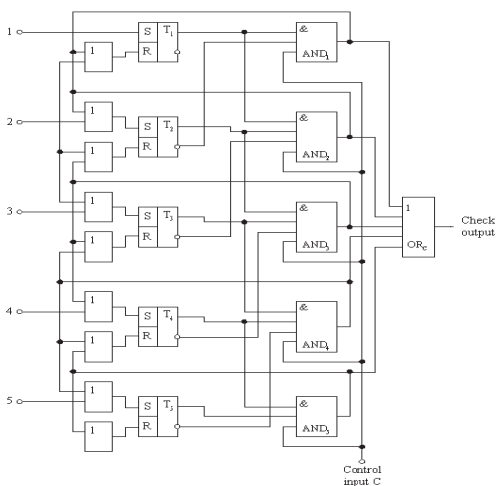 1
S
T1
R
1
&
AND1
1
2
S
T2
R
1
&
AND2
1
3
S
T3
R
1
&
AND3
1
ORc
Check
output
1
4
S
T4
R
1
&
AND4
1
5
S
T5
R
1
&
AND5
Control
input C